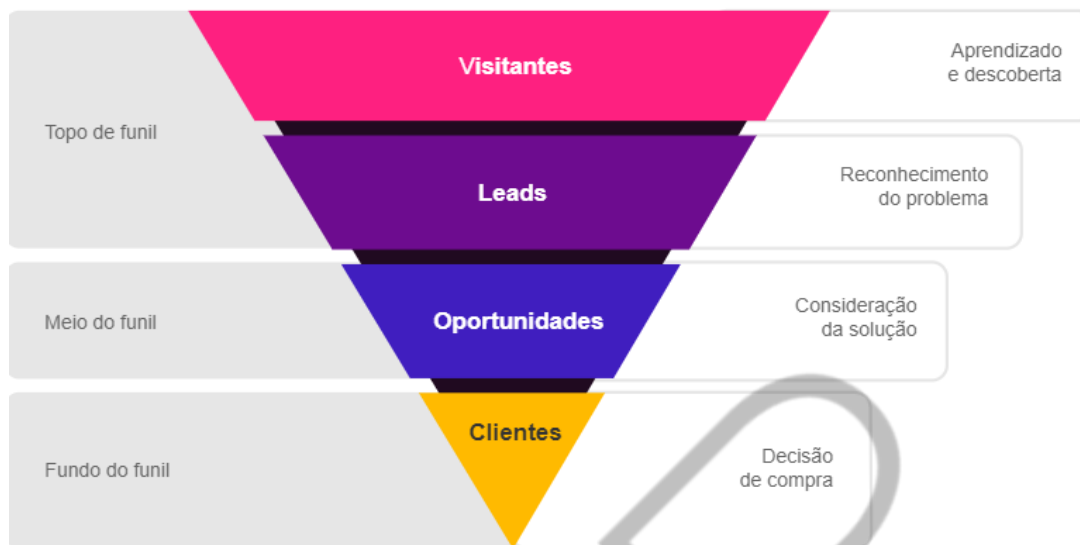 Visitantes
Aprendizado
e descoberta
Topo de funil
Leads
Reconhecimento
do problema
Meio do funil
Oportunidades
Consideração
da solução
Clientes
Fundo do funil
Decisão
de compra